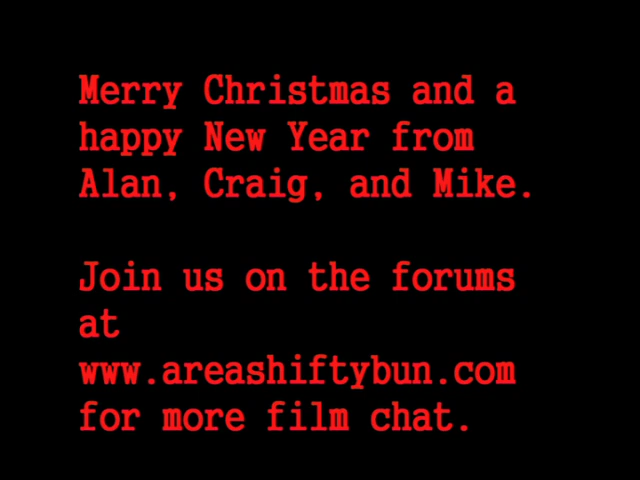 Merry Christmas and a
happy New Year from
Alan, Craig, and Mike.
Join us on the forums
at
www.areashiftybun.com
for more film chat.